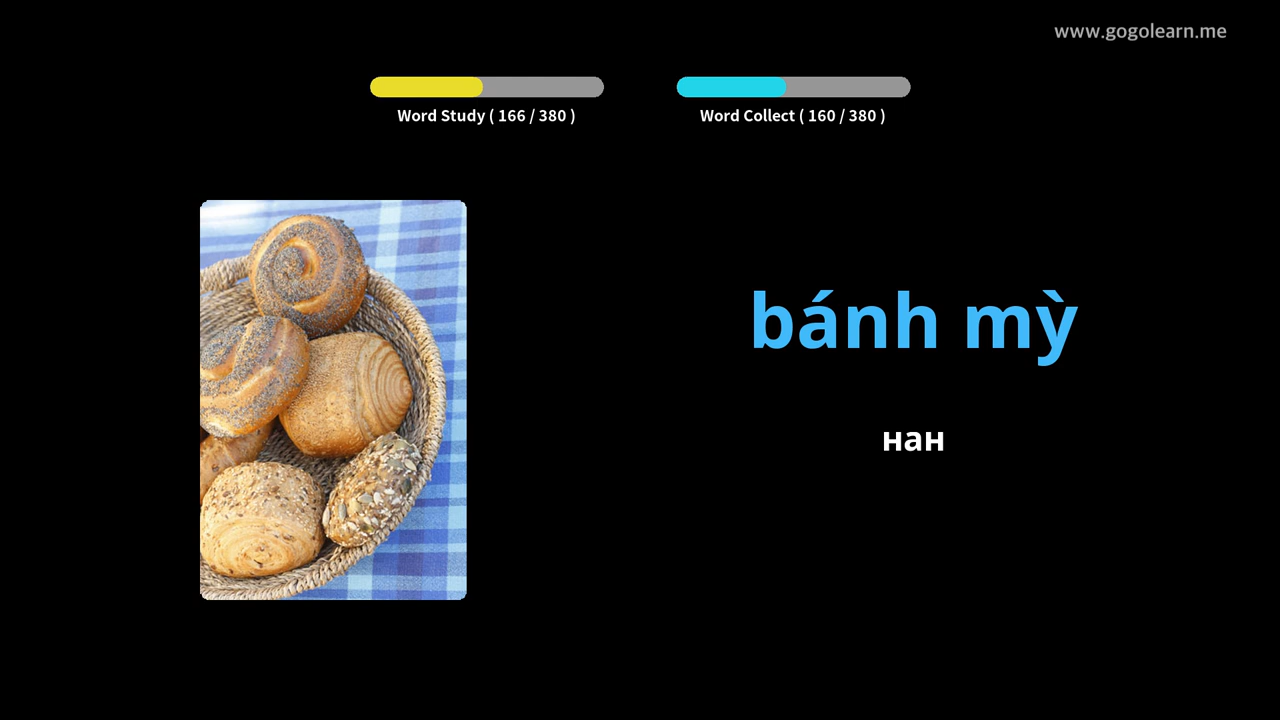 www.gogolearn.me
Word Study ( 166 / 380 )
Word Collect ( 160 / 380 )
bánh mỳ
нан